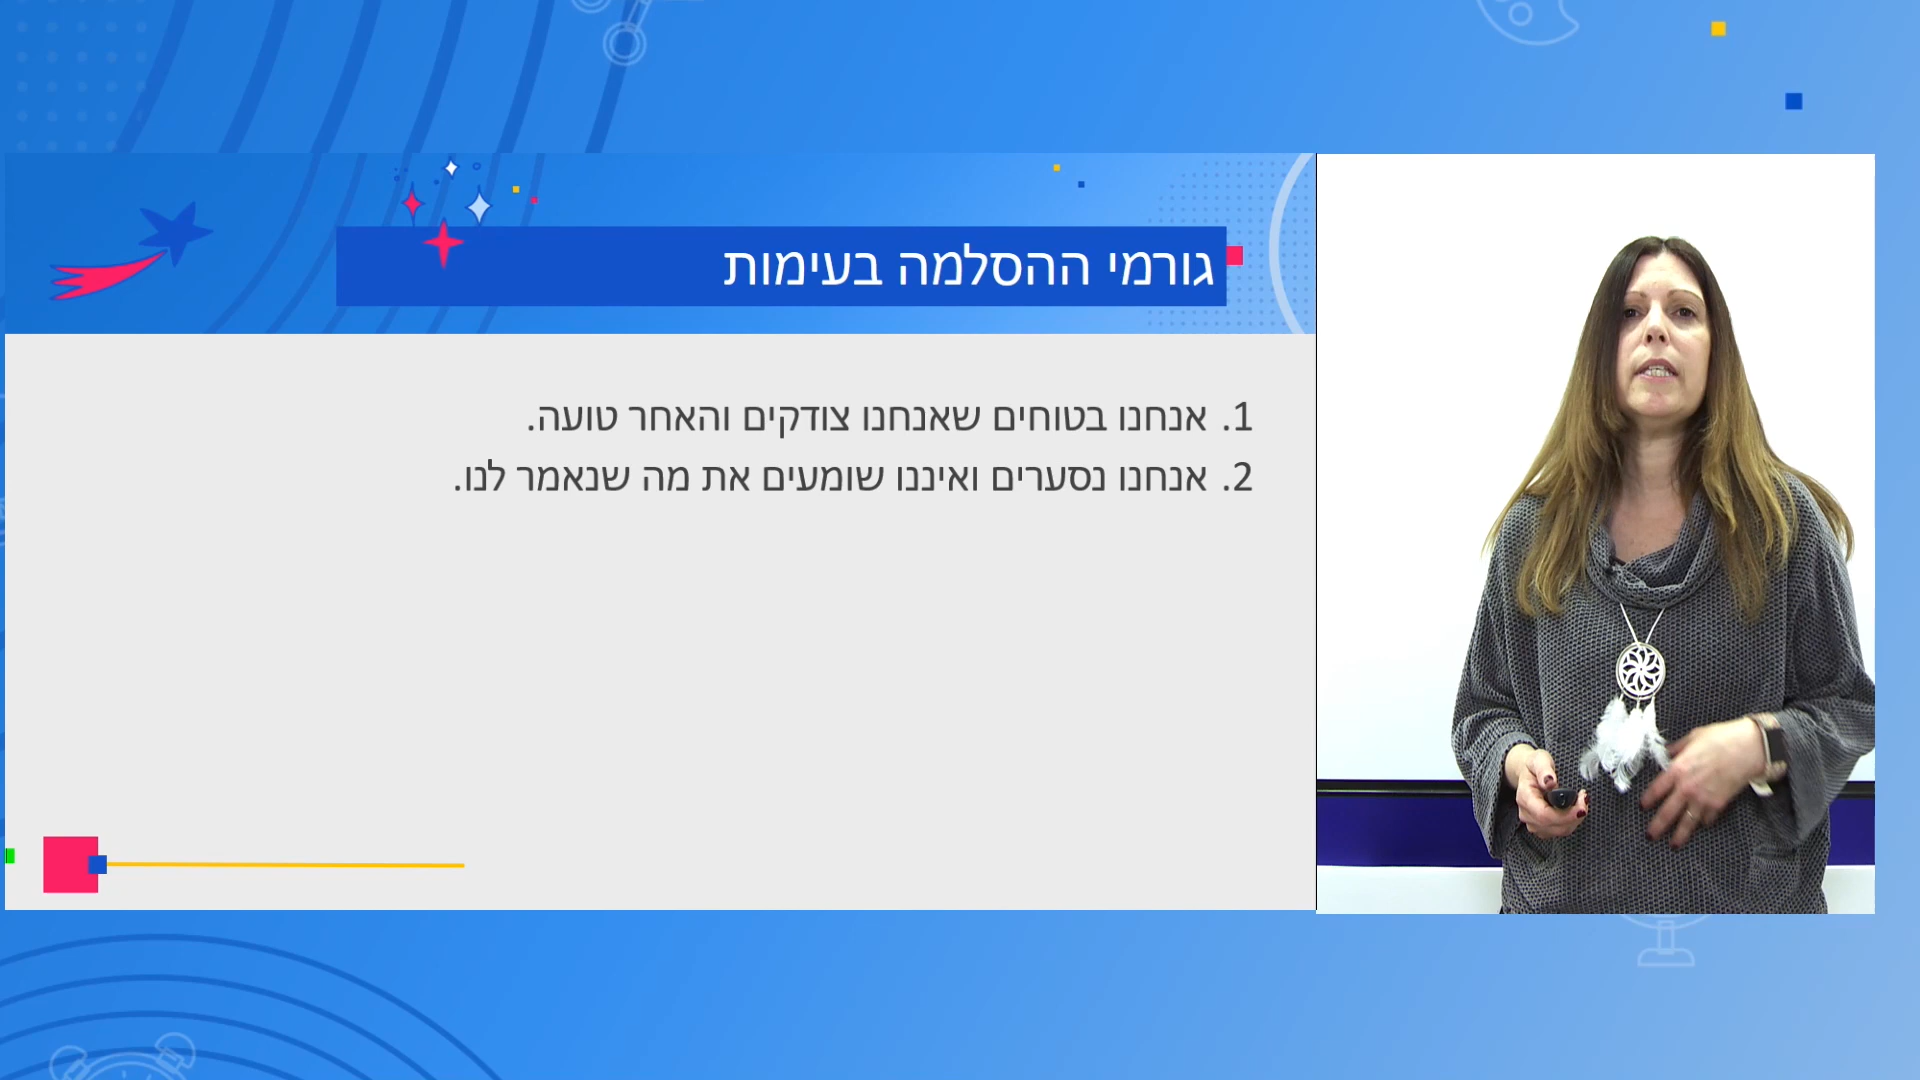 גורמי ההסלמה בעימות
1. אנחנו בטוחים שאנחנו צודקים והאחר טועה.
2. אנחנו נסערים ואיננו שומעים את מה שנאמר לנו.